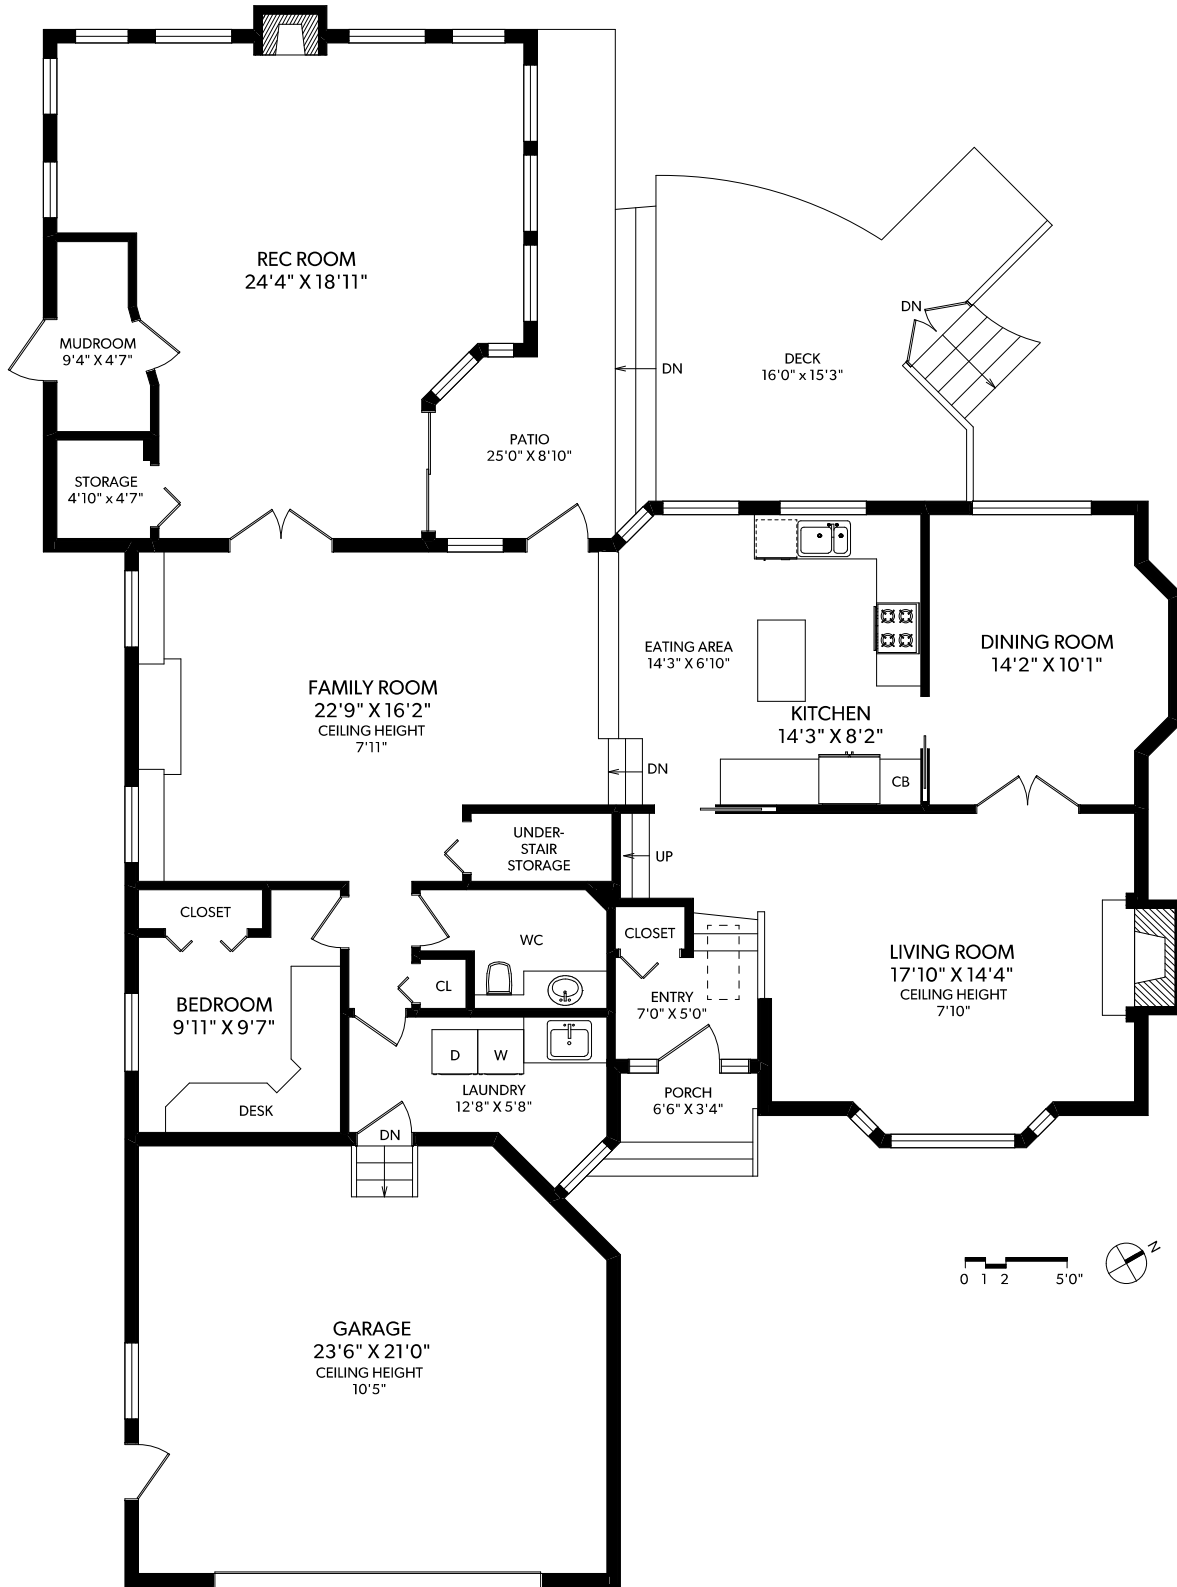 REC ROOM
24'4" X 18'11"
MUDROOM
9'4" X 4'7"
DN
DECK
16'0" x 15'3"
DN
PATIO
25'0" X 8'10"
STORAGE
4'10" x 4'7"
EATING AREA
14'3" X 6'10"
DINING ROOM
14'2" X 10'1"
FAMILY ROOM
22'9" X 16'2"
CEILING HEIGHT
7'11"
KITCHEN
14'3" X 8'2"
DN
CB
UNDER-
STAIR
STORAGE
UP
CLOSET
WC
CLOSET
LIVING ROOM
17'10" X 14'4"
CEILING HEIGHT
7'10"
CL
ENTRY
7'0" X 5'0"
BEDROOM
9'11" X 9'7"
D
W
LAUNDRY
12'8" X 5'8"
PORCH
6'6" X 3'4"
DESK
DN
N
0 1 2 5'0"
GARAGE
23'6" X 21'0"
CEILING HEIGHT
10'5"